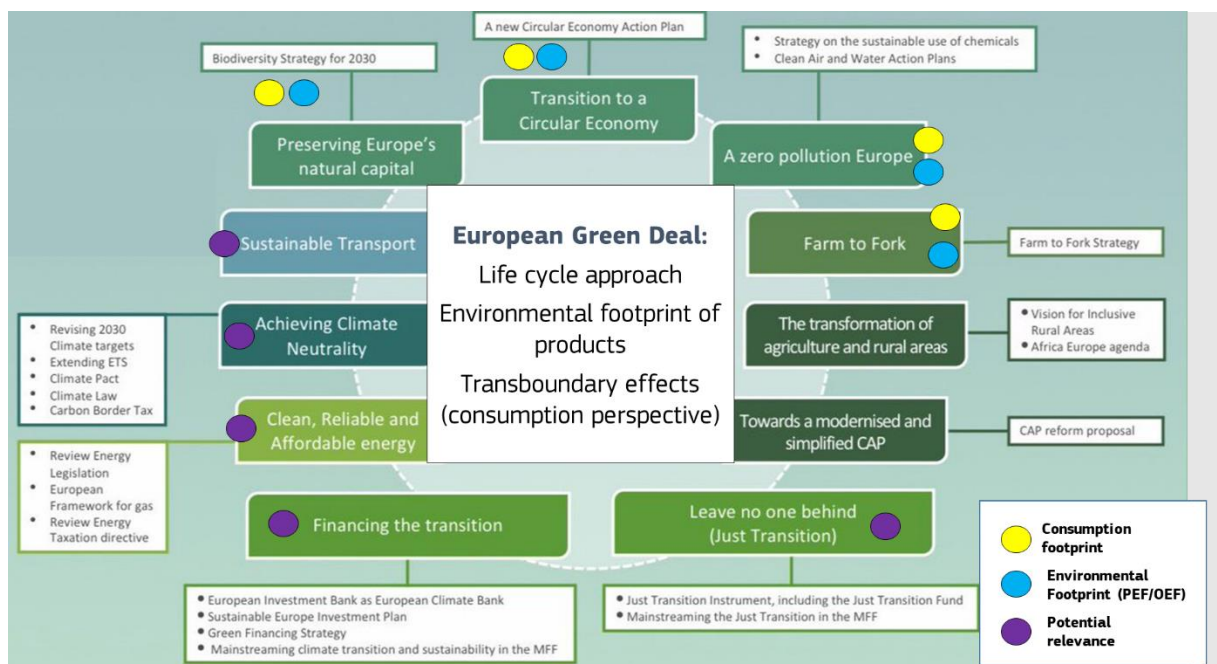 A new Circular Economy Action Plan
Biodiversity Strategy for 2030
• Strategy on the sustainable use of chemicals
• Clean Air and Water Action Plans
Transition to a
Circular Economy
Preserving Europe's
natural capital
A zero pollution Europe
Sustainable Transport
European Green Deal:
Life cycle approach
Environmental footprint of
products
Transboundary effects
(consumption perspective)
Farm to Fork
Farm to Fork Strategy
Achieving Climate
Neutrality
• Revising 2030
Climate targets
• Extending ETS
• Climate Pact
• Climate Law
• Carbon Border Tax
The transformation of
agriculture and rural areas
• Vision for Inclusive
Rural Areas
• Africa Europe agenda
Clean, Reliable and
Affordable energy
• Review Energy
Legislation
• European
Framework for gas
• Review Energy
Taxation directive
Towards a modernised and
simplified CAP
CAP reform proposal
Financing the transition
Leave no one behind
(Just Transition)
• European Investment Bank as European Climate Bank
• Sustainable Europe Investment Plan
• Green Financing Strategy
• Mainstreaming climate transition and sustainability in the MFF
• Just Transition Instrument, including the Just Transition Fund
• Mainstreaming the Just Transition in the MFF
Consumption
footprint
Environmental
Footprint (PEF/OEF)
Potential
relevance